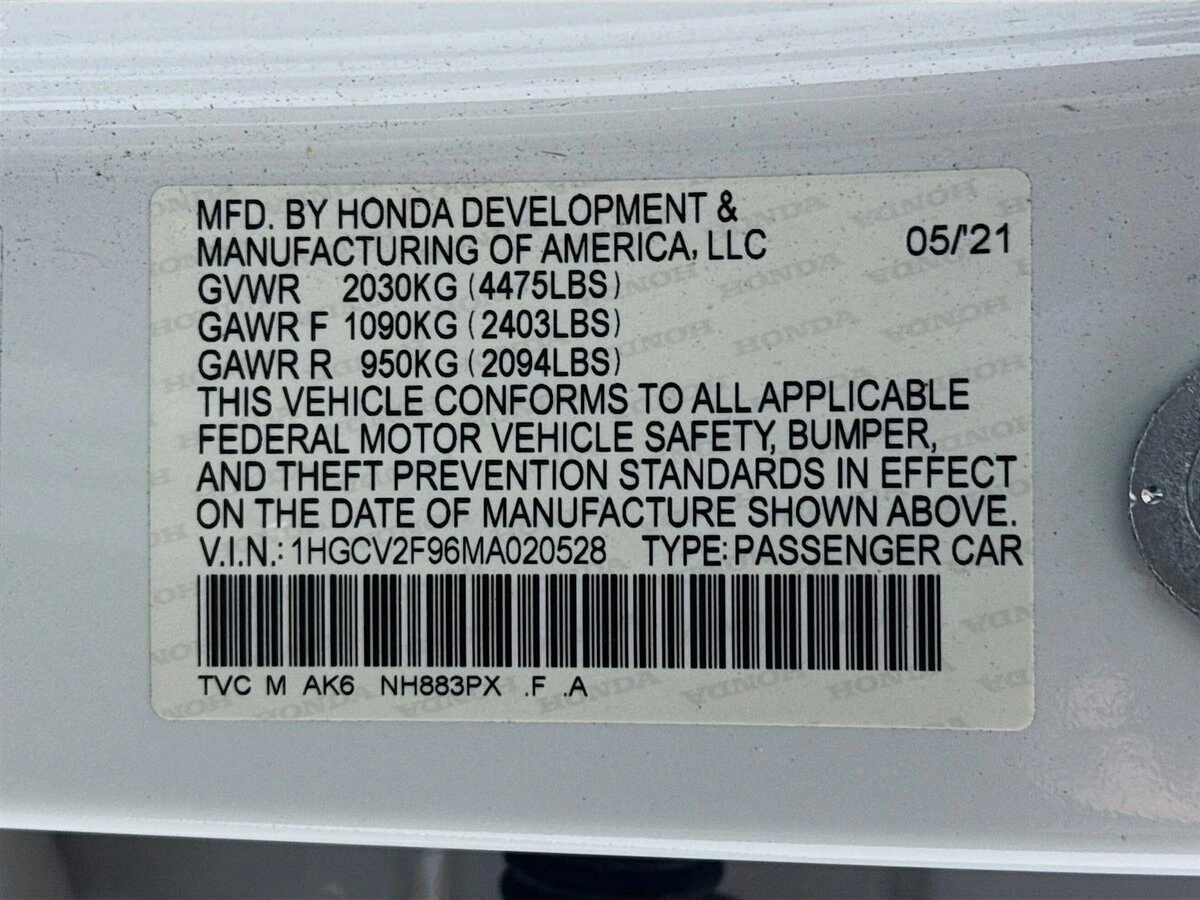 MFD. BY HONDA DEVELOPMENT &
MANUFACTURING OF AMERICA, LLC 05/'21
GVWR 2030KG (4475LBS)
GAWR F 1090KG (2403LBS)
GAWR R 950KG (2094LBS)
THIS VEHICLE CONFORMS TO ALL APPLICABLE
FEDERAL MOTOR VEHICLE SAFETY, BUMPER,
AND THEFT PREVENTION STANDARDS IN EFFECT
ON THE DATE OF MANUFACTURE SHOWN ABOVE.
V.I.N.: 1HGCV2F96MA020528 TYPE: PASSENGER CAR
TVC M AK6 NH883PX .F .A